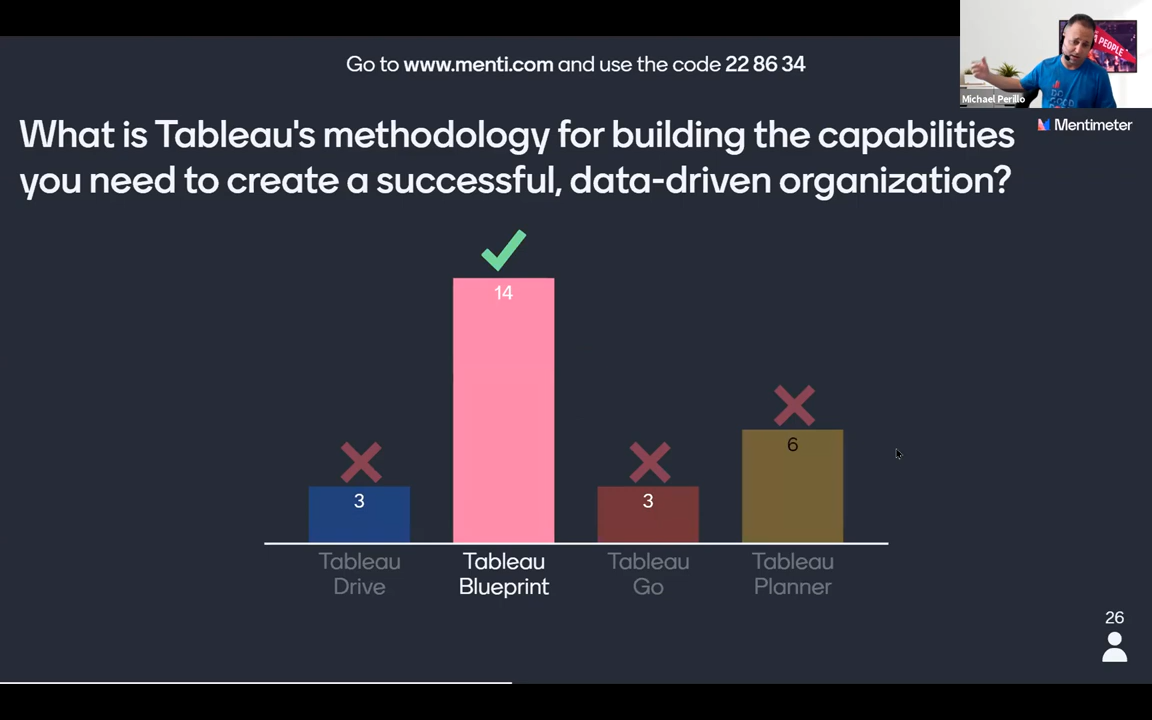 Go to www.menti.com and use the code 22 86 34
PEOPLE
Michael Perillo
Mentimeter
What is Tableau's methodology for building the capabilities
you need to create a successful, data-driven organization?
14
6
3
3
Tableau
Drive
Tableau
Blueprint
Tableau
Go
Tableau
Planner
26